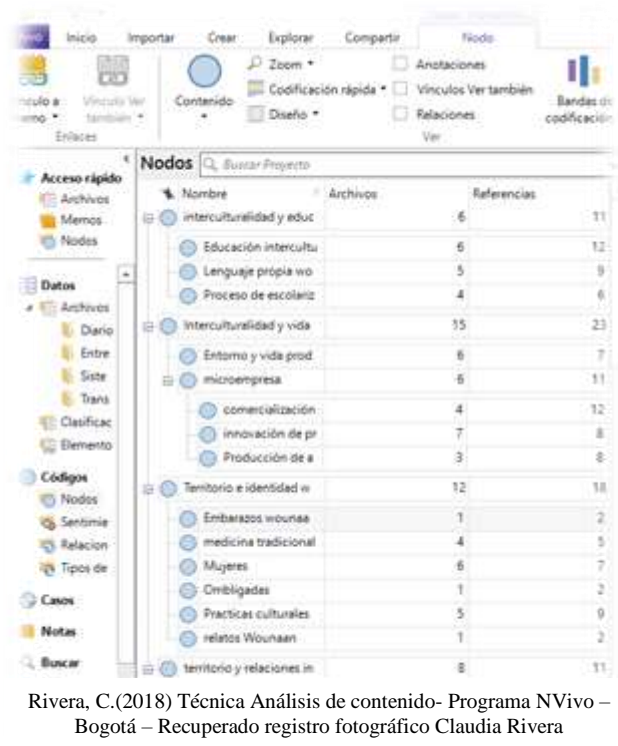 Inicio Importar Crear Explorar Compartir Nodo
Zoom Anotaciones
Contenido Codificación rápida Vínculos Ver también Bandas de
Vínculo Ver
también Diseño Relaciones codificación
Enlaces Ver
Acceso rápido
Archivos
Memos
Nodos
Datos
Archivos
Diario
Entre
Siste
Trans
Clasificac
Elemento
Códigos
Nodos
Sentimie
Relacion
Tipos de
Casos
Notas
Buscar
Nodos Buscar Proyecto
Nombre Archivos Referencias
interculturalidad y educ 6 11
Educación intercultu 6 12
Lenguaje propia wo 5 9
Proceso de escolariz 4 6
Interculturalidad y vida 15 23
Entorno y vida prod 6 7
microempresa 6 11
comercialización 4 12
innovación de pr 7 8
Producción de a 3 8
Territorio e identidad w 12 18
Embarazos wounaa 1 2
medicina tradicional 4 5
Mujeres 6 7
Ombligadas 1 2
Practicas culturales 5 9
relatos Wounaan 1 2
territorio y relaciones in 8 11
Rivera, C.(2018) Técnica Análisis de contenido- Programa NVivo –
Bogotá – Recuperado registro fotográfico Claudia Rivera